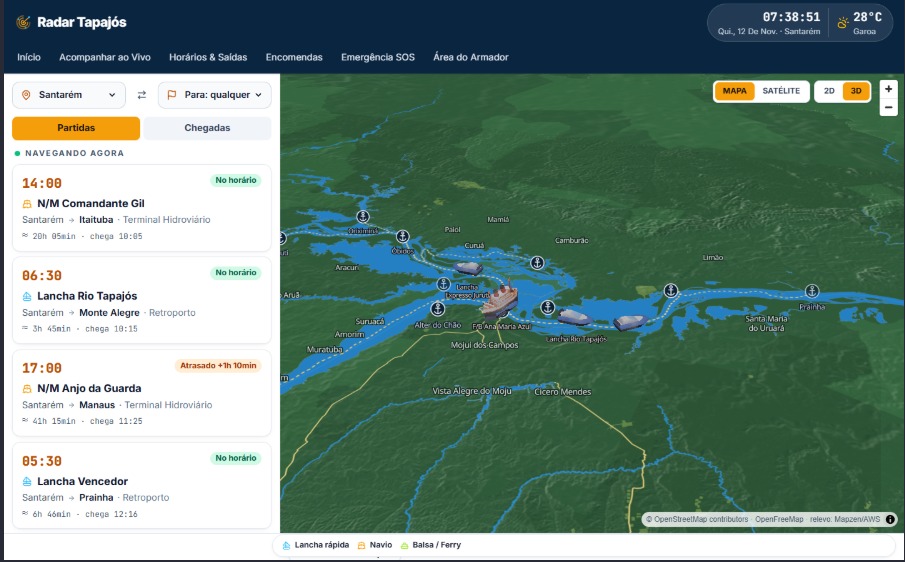 Radar Tapajós
07:38:51
Qui., 12 De Nov. · Santarém
28°C
Garoa
Início
Acompanhar ao Vivo
Horários & Saídas
Encomendas
Emergência SOS
Área do Armador
Santarém
Para: qualquer
Partidas
Chegadas
NAVEGANDO AGORA
14:00
No horário
N/M Comandante Gil
Santarém → Itaituba · Terminal Hidroviário
≈ 20h 05min · chega 10:05
06:30
No horário
Lancha Rio Tapajós
Santarém → Monte Alegre · Retroporto
≈ 3h 45min · chega 10:15
17:00
Atrasado +1h 10min
N/M Anjo da Guarda
Santarém → Manaus · Terminal Hidroviário
≈ 41h 15min · chega 11:25
05:30
No horário
Lancha Vencedor
Santarém → Prainha · Retroporto
≈ 6h 46min · chega 12:16
MAPA
SATÉLITE
2D
3D
+
−
Mamiá
Oriximiná
Paiol
Camburão
Óbidos
Curuá
Limão
Aracuri
Lancha
Expresso Juruti
Aruã
Prainha
Suruacá
Alter do Chão
F/B Ana Maria Azul
Santa Maria
do Uruará
Amorim
Lancha Rio Tapajós
Mojuí dos Campos
Muratuba
Vista Alegre do Moju
Cícero Mendes
© OpenStreetMap contributors · OpenFreeMap · relevo: Mapzen/AWS
Lancha rápida
Navio
Balsa / Ferry